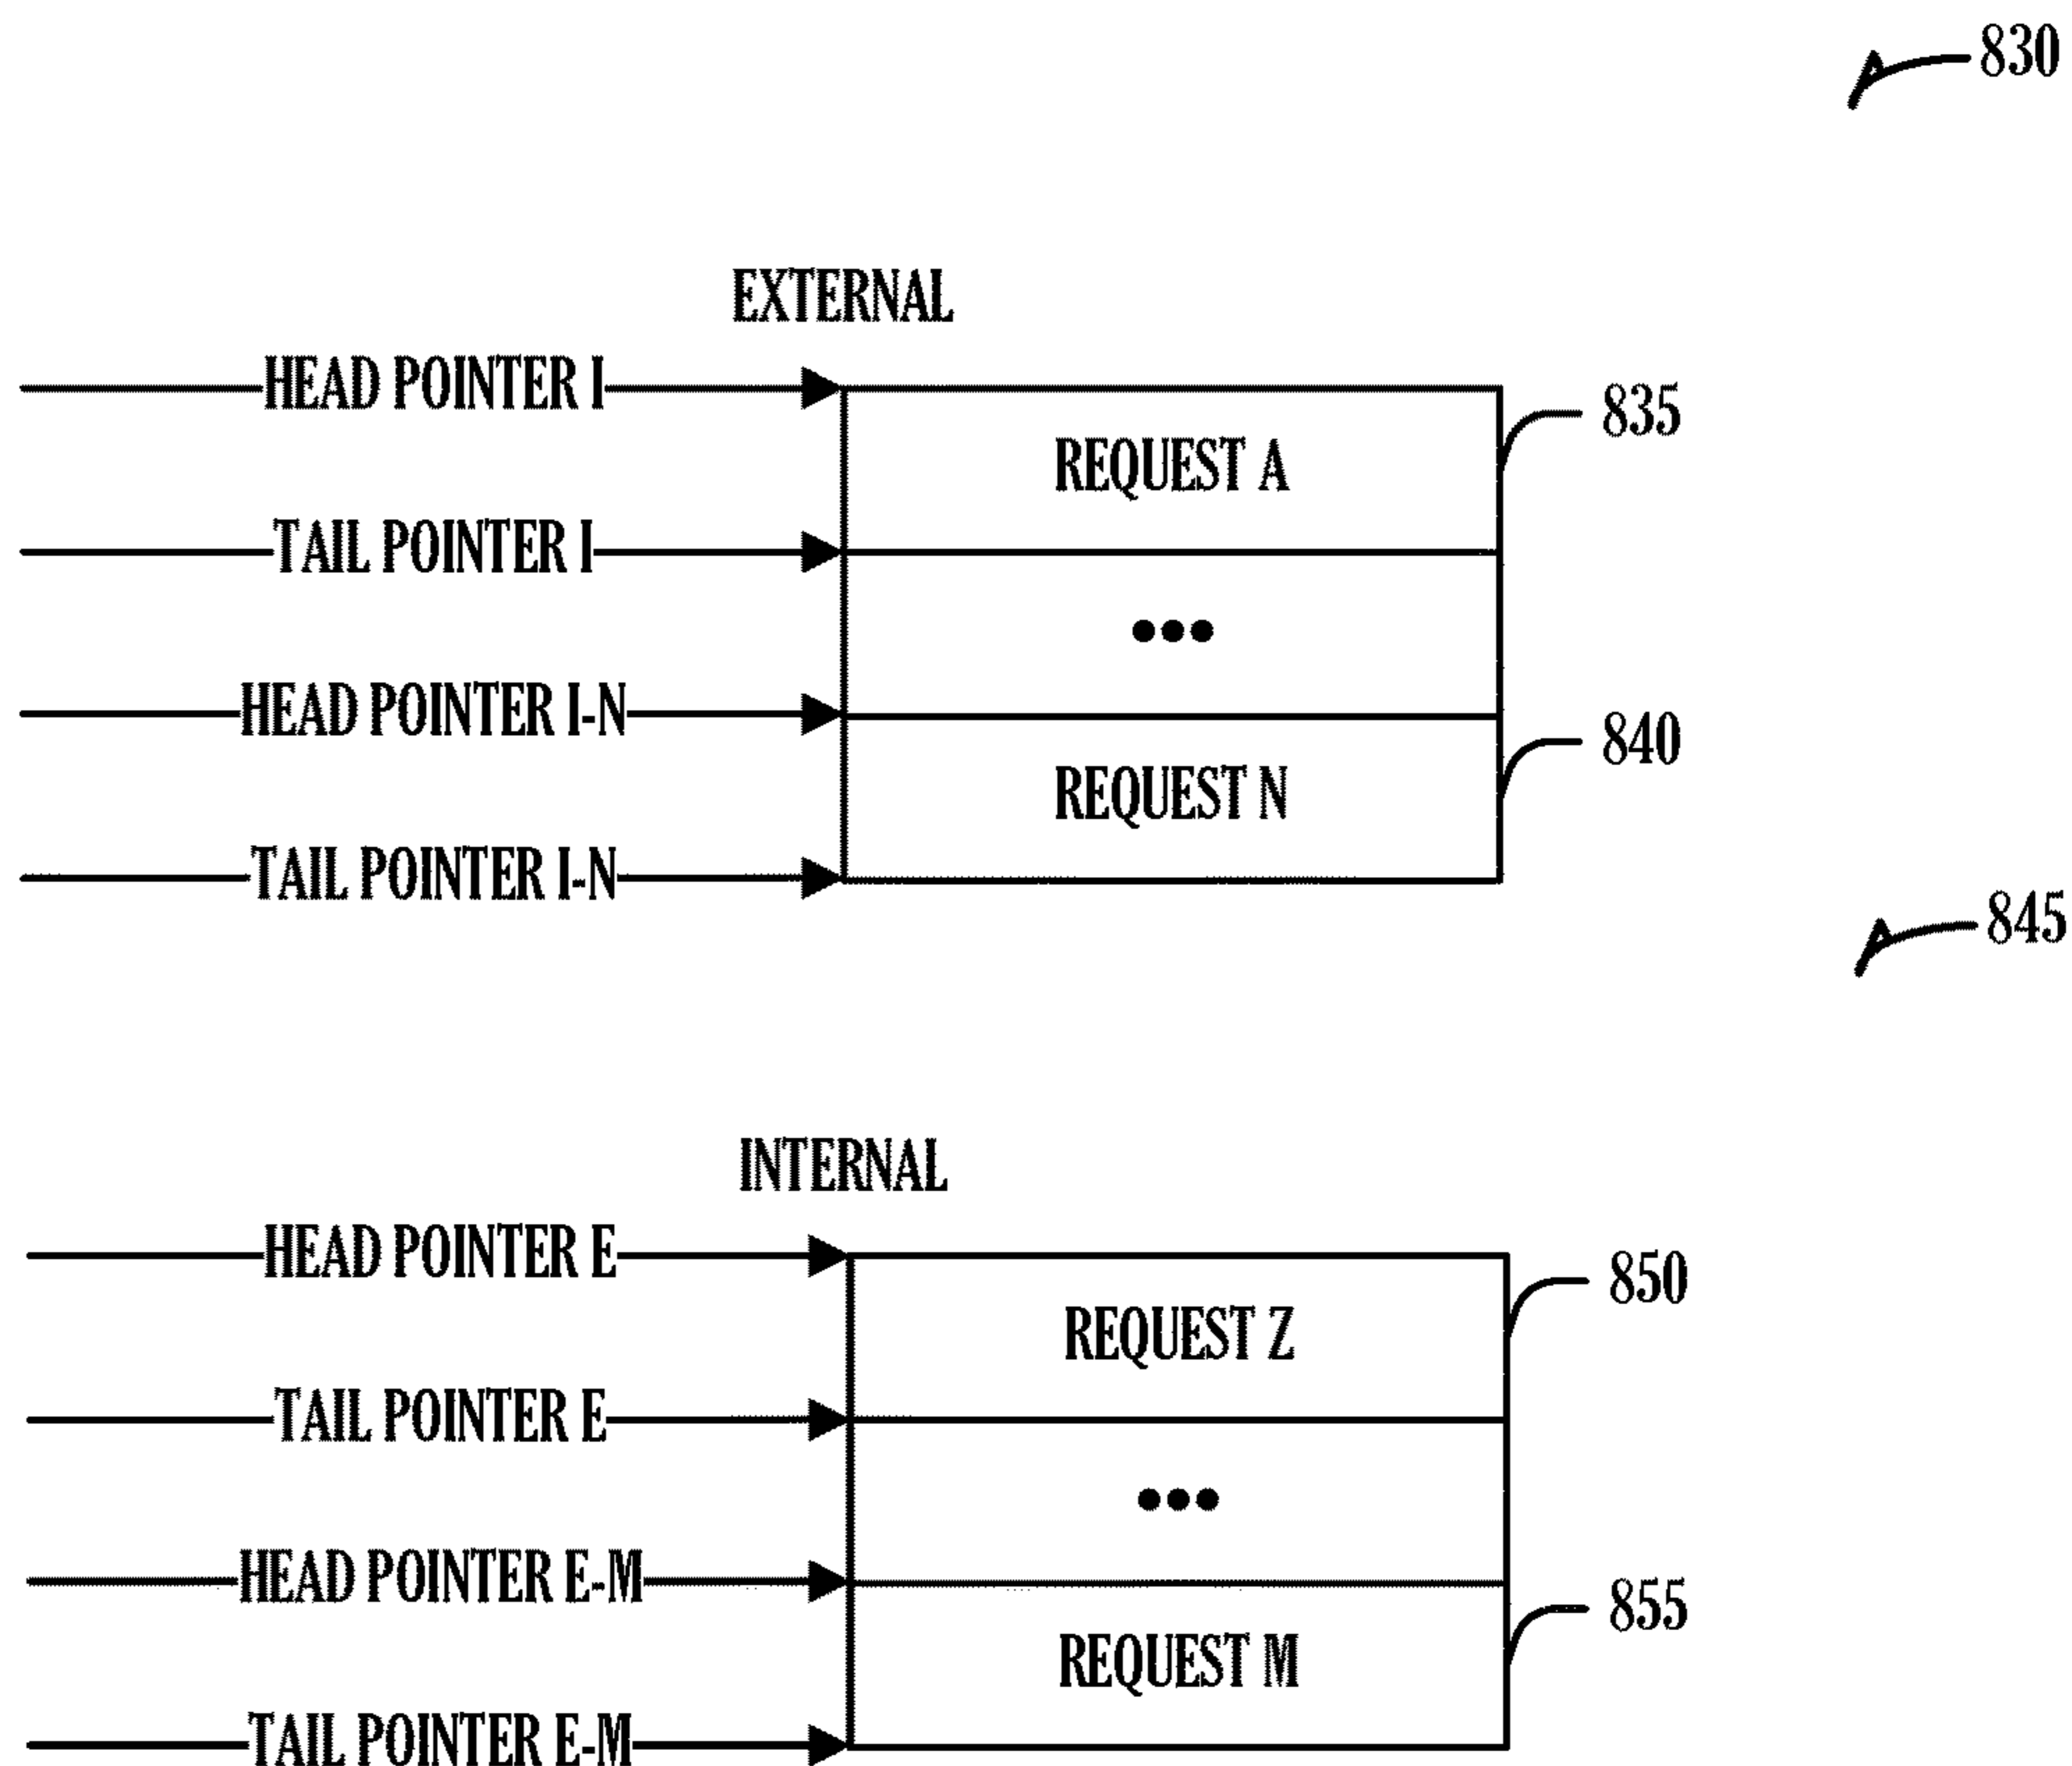 830
EXTERNAL
HEAD POINTER I
835
REQUEST A
TAIL POINTER I
HEAD POINTER I-N
840
REQUEST N
TAIL POINTER I-N
845
INTERNAL
HEAD POINTER E
850
REQUEST Z
TAIL POINTER E
HEAD POINTER E-M
855
REQUEST M
TAIL POINTER E-M